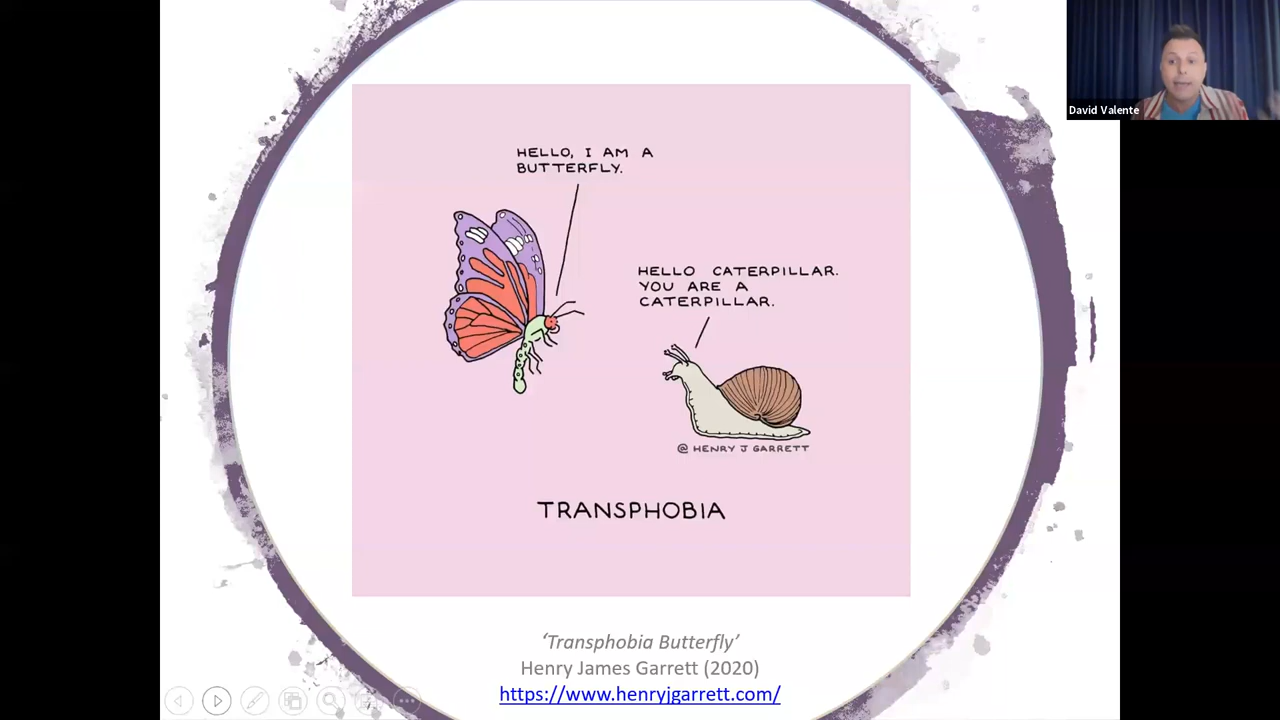 David Valente
HELLO, I AM A
BUTTERFLY.
HELLO CATERPILLAR.
YOU ARE A
CATERPILLAR.
@ HENRY J GARRETT
TRANSPHOBIA
‘Transphobia Butterfly’
Henry James Garrett (2020)
https://www.henryjgarrett.com/